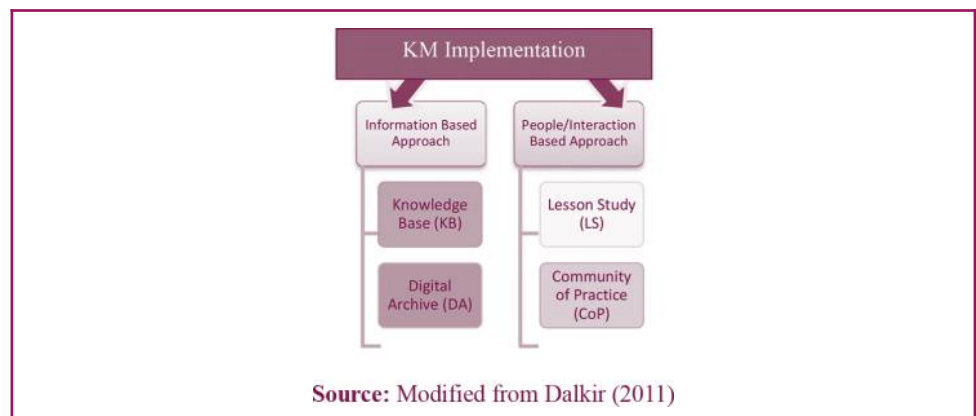 KM Implementation
Information Based
Approach
Knowledge
Base (KB)
Digital
Archive (DA)
People/Interaction
Based Approach
Lesson Study
(LS)
Community
of Practice
(CoP)
Source: Modified from Dalkir (2011)